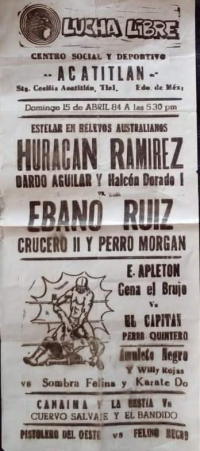 LUCHA LIBRE
CENTRO SOCIAL Y DEPORTIVO
-ACATITLAN-
Sta. Cecilia Acatitlán, Tlal. Edo. de Méx.
Domingo 15 de ABRIL 84 A las 5.30 pm
ESTELAR EN RELEVOS AUSTRALIANOS
HURACAN RAMIREZ
DARDO AGUILAR Y Halcón Dorado I
vs.
EBANO RUIZ
CRUCERO II Y PERRO MORGAN
E. APLETON
Gena el Brujo
Vs
EL CAPITAN
PERRO QUINTERO
Amuleto Negro
Y Willy Rojas
vs Sombra Felina y Karate Do
CANAINA Y LA BESTIA Vs
CUERVO SALVAJE Y EL BANDIDO
PISTOLERO DEL OESTE vs FELINO NEGRO